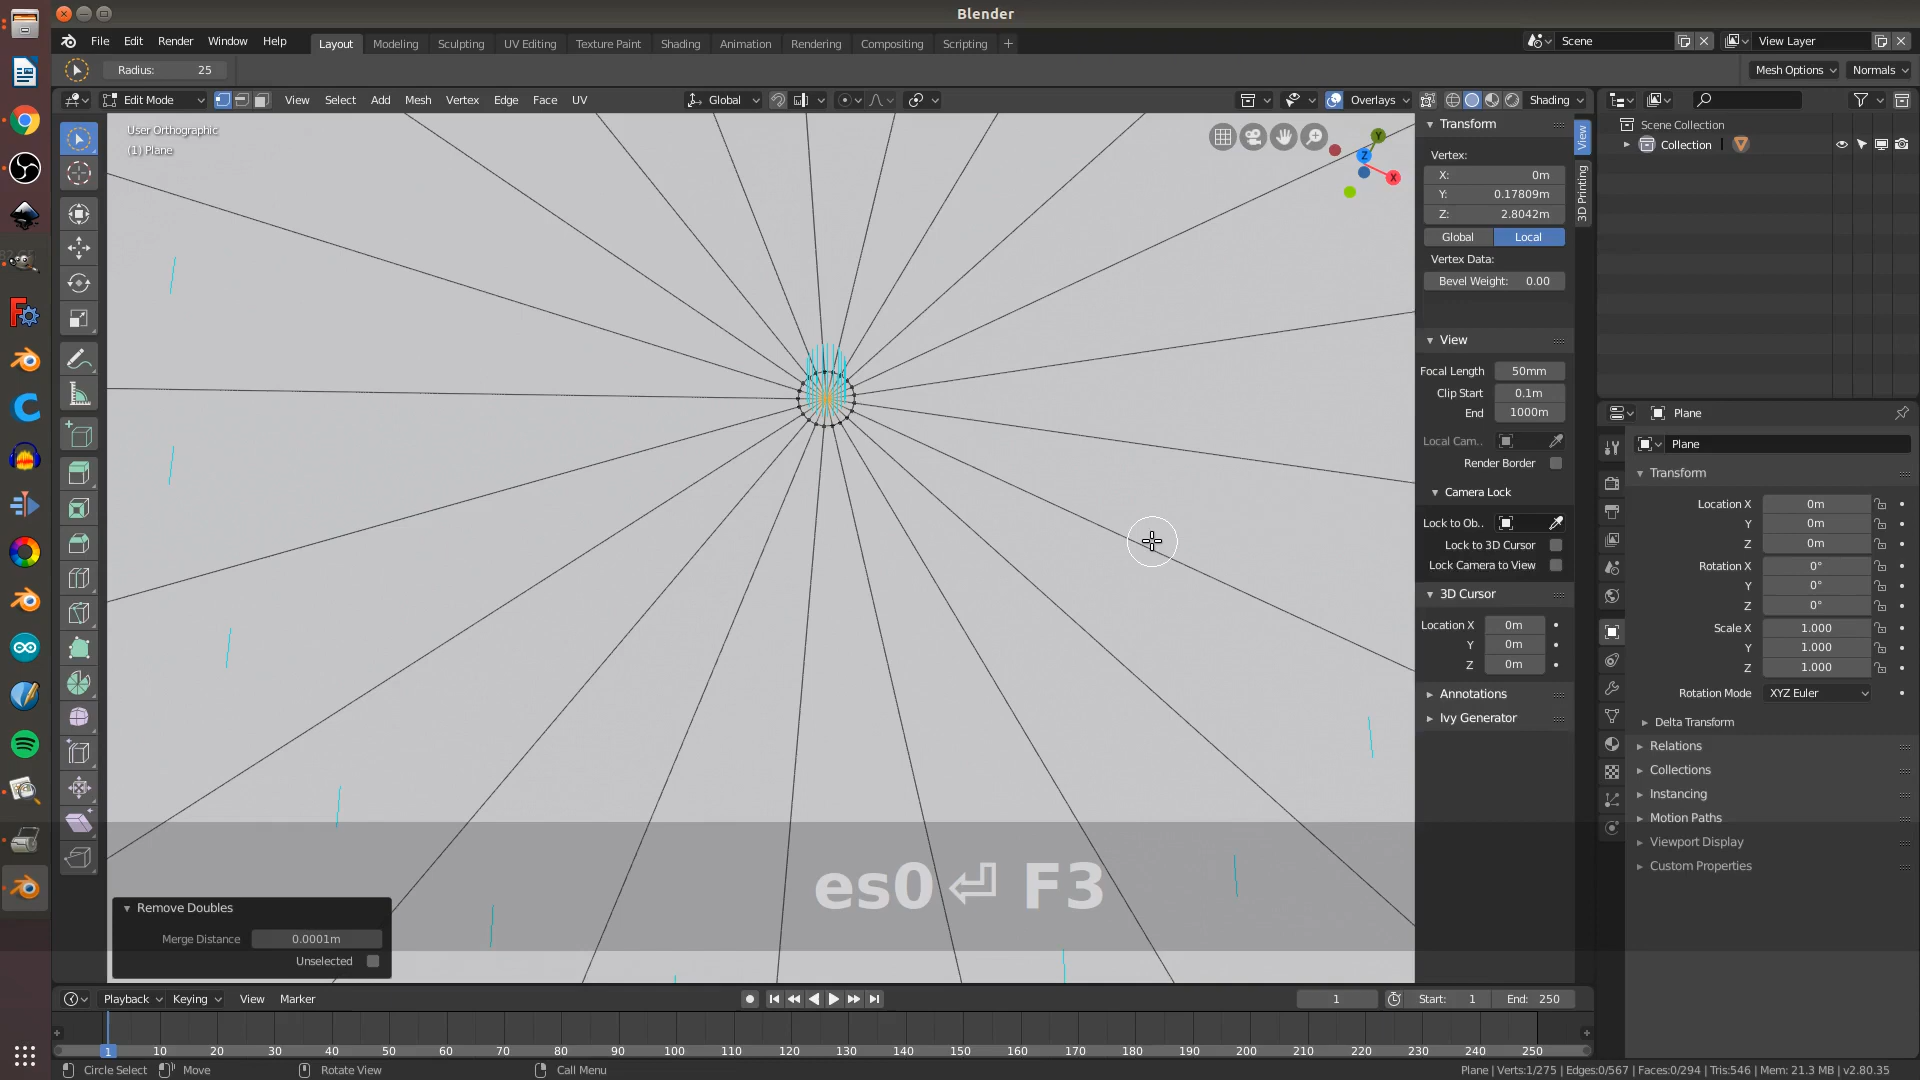 Blender
File Edit Render Window Help
Layout Modeling Sculpting UV Editing Texture Paint Shading Animation Rendering Compositing Scripting +
Scene
View Layer
Radius: 25
Mesh Options
Normals
Edit Mode
View Select Add Mesh Vertex Edge Face UV
Global
Overlays
Shading
User Orthographic
(1) Plane
Y
Z
X
Transform
Vertex:
X: 0m
Y: 0.17809m
Z: 2.8042m
Global Local
Vertex Data:
Bevel Weight: 0.00
View
Focal Length 50mm
Clip Start 0.1m
End 1000m
Local Cam..
Render Border
Camera Lock
Lock to Ob..
Lock to 3D Cursor
Lock Camera to View
3D Cursor
Location X 0m
Y 0m
Z 0m
Annotations
Ivy Generator
View
3D Printing
Scene Collection
Collection
Plane
Plane
Transform
Location X 0m
Y 0m
Z 0m
Rotation X 0°
Y 0°
Z 0°
Scale X 1.000
Y 1.000
Z 1.000
Rotation Mode XYZ Euler
Delta Transform
Relations
Collections
Instancing
Motion Paths
Viewport Display
Custom Properties
es0⏎ F3
Remove Doubles
Merge Distance 0.0001m
Unselected
Playback Keying View Marker
1
Start: 1
End: 250
1 10 20 30 40 50 60 70 80 90 100 110 120 130 140 150 160 170 180 190 200 210 220 230 240 250
Circle Select Move Rotate View Call Menu
Plane | Verts:1/275 | Edges:0/567 | Faces:0/294 | Tris:546 | Mem: 21.3 MB | v2.80.35